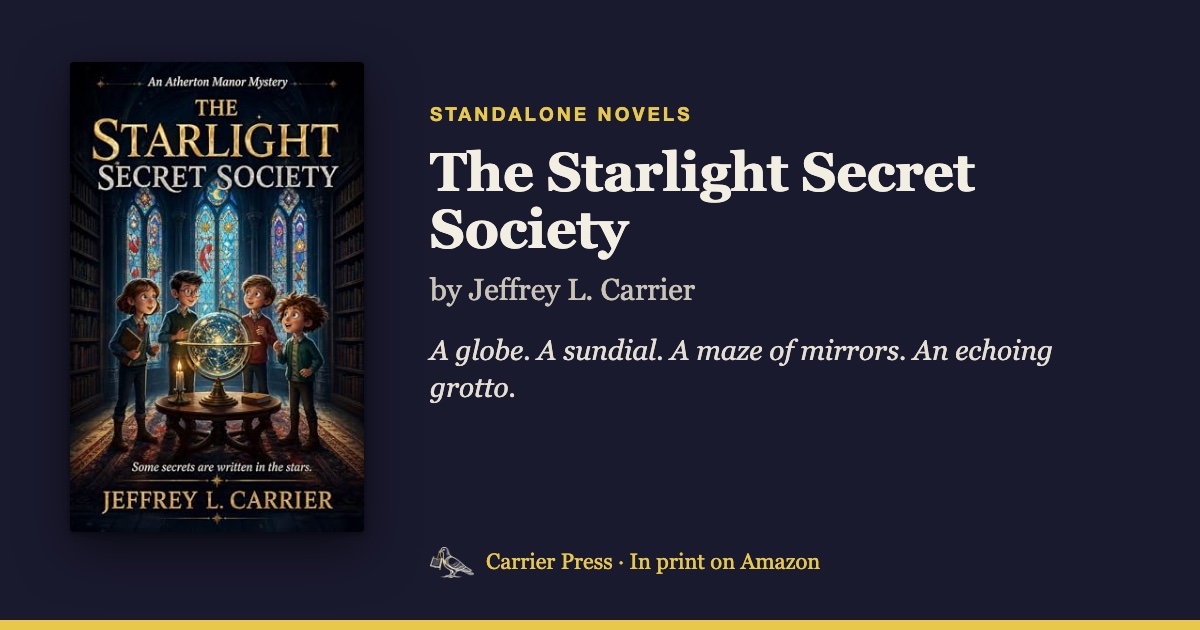 An Atherton Manor Mystery
THE
STARLIGHT
SECRET SOCIETY
Some secrets are written in the stars.
JEFFREY L. CARRIER
STANDALONE NOVELS
The Starlight Secret
Society
by Jeffrey L. Carrier
A globe. A sundial. A maze of mirrors. An echoing
grotto.
Carrier Press · In print on Amazon